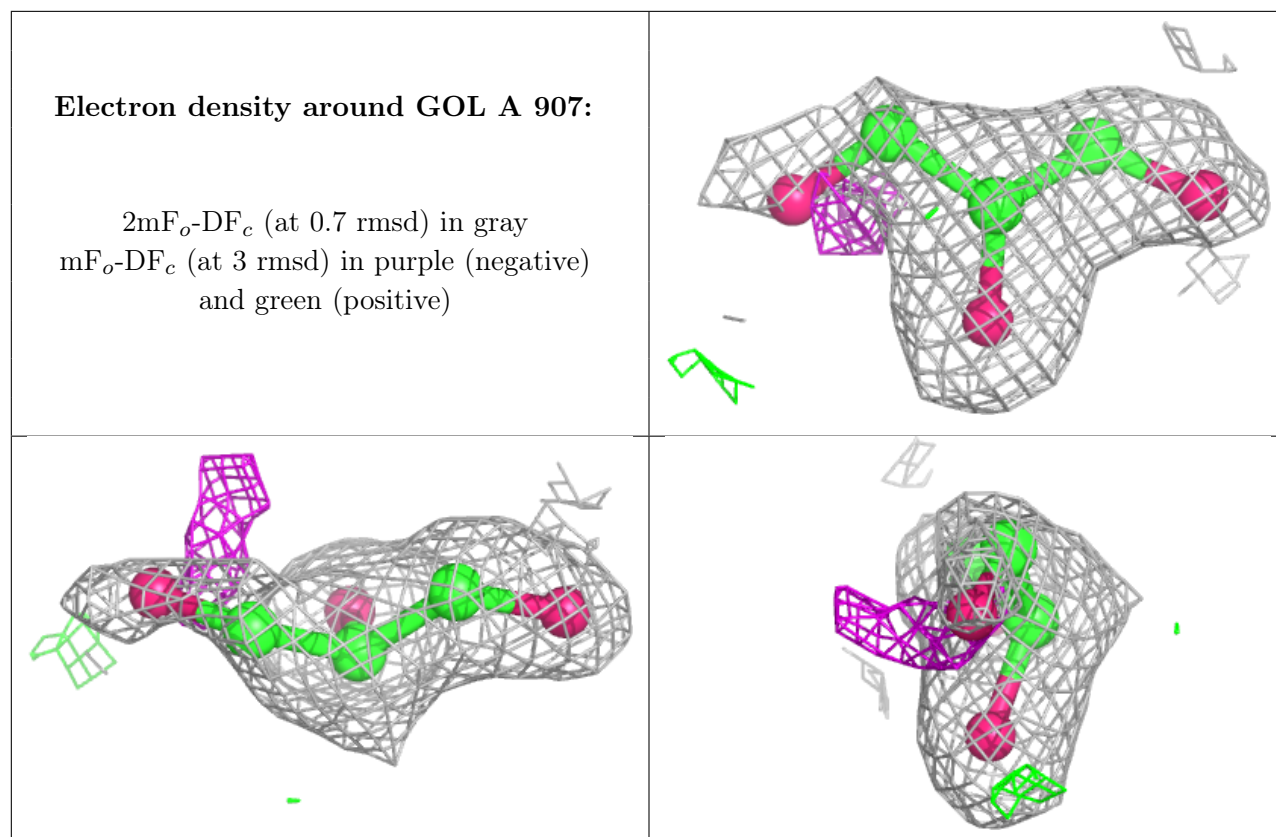 Electron density around GOL A 907:
2mFo-DFc (at 0.7 rmsd) in gray
mFo-DFc (at 3 rmsd) in purple (negative)
and green (positive)